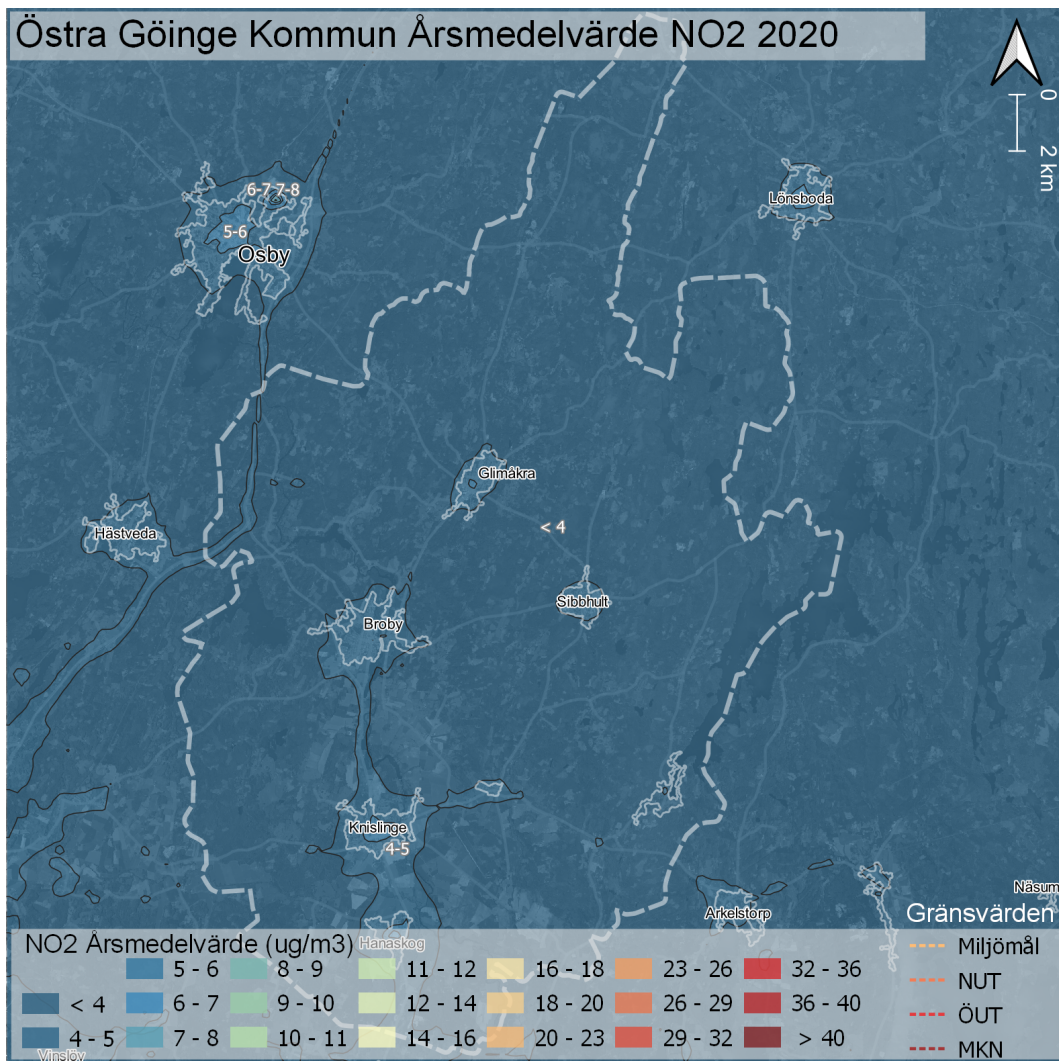 Östra Göinge Kommun Årsmedelvärde NO2 2020
0
2 km
Lönsboda
6-7 7-8
5-6
Osby
Glimåkra
< 4
Hästveda
Sibbhult
Broby
Knislinge
4-5
Näsum
Arkelstorp
Hanaskog
Vinslöv
NO2 Årsmedelvärde (ug/m3)
< 4
4 - 5
5 - 6
6 - 7
7 - 8
8 - 9
9 - 10
10 - 11
11 - 12
12 - 14
14 - 16
16 - 18
18 - 20
20 - 23
23 - 26
26 - 29
29 - 32
32 - 36
36 - 40
> 40
Gränsvärden
Miljömål
NUT
ÖUT
MKN